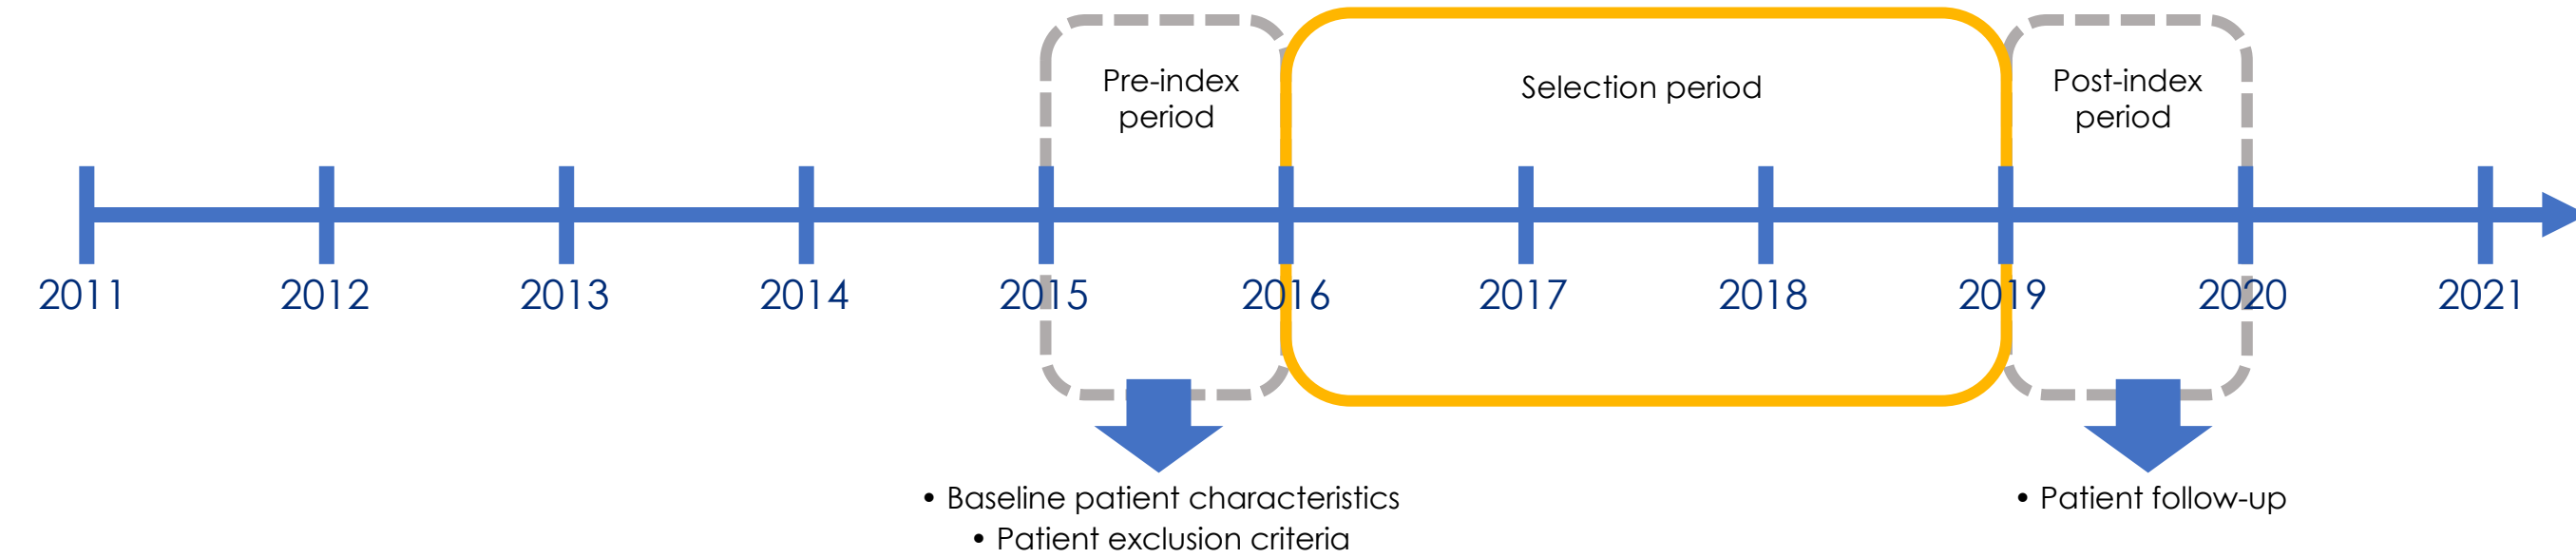 Pre-index
period
Selection period
Post-index
period
2011 2012 2013 2014 2015 2016 2017 2018 2019 2020 2021
• Baseline patient characteristics
• Patient exclusion criteria
• Patient follow-up